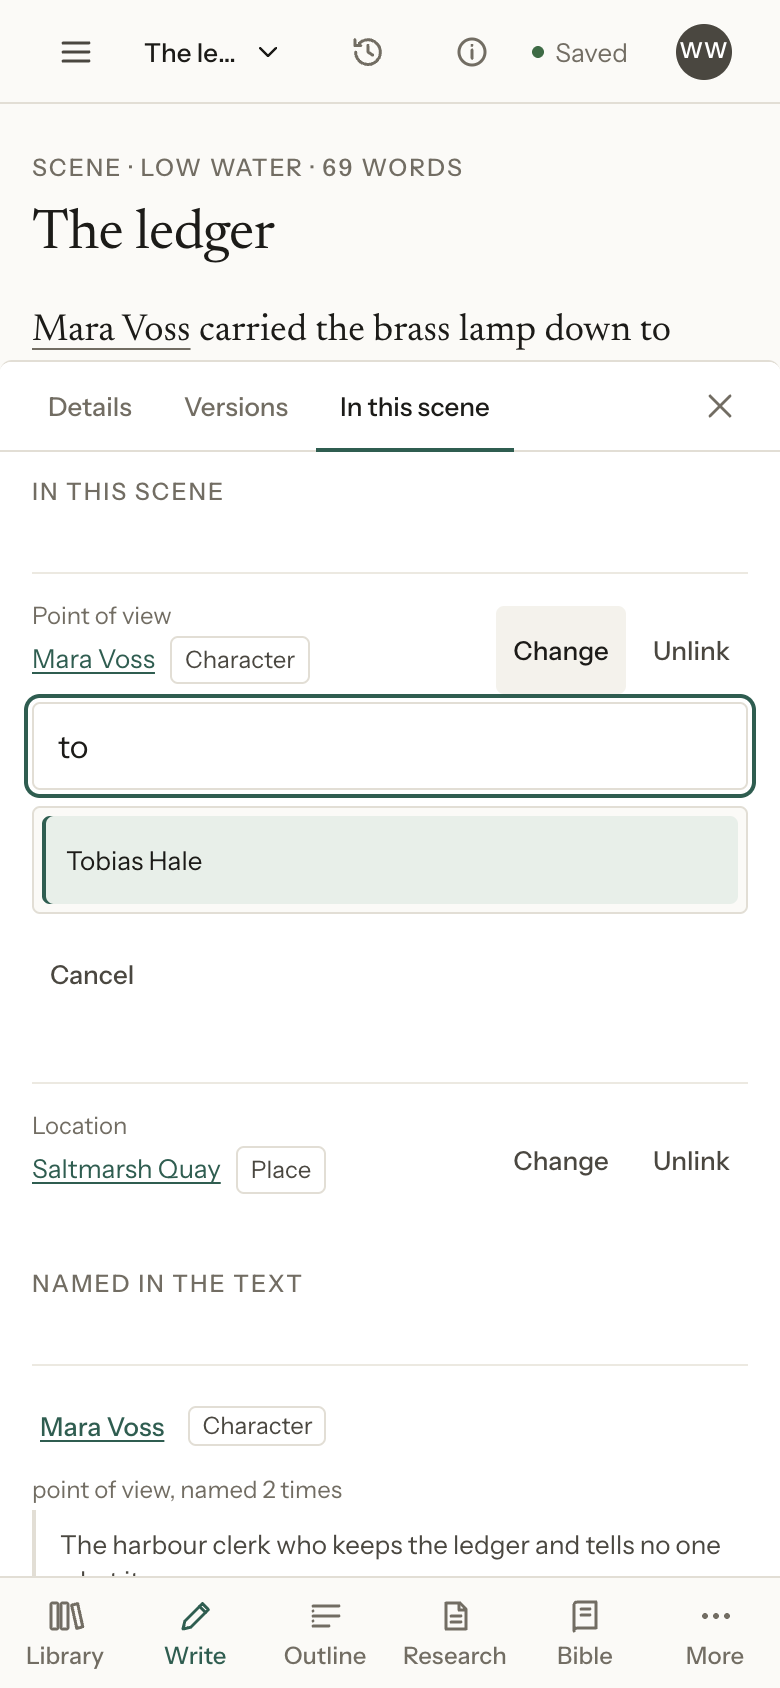 The le...
Saved
WW
SCENE · LOW WATER · 69 WORDS
The ledger
Mara Voss carried the brass lamp down to
Details Versions In this scene
IN THIS SCENE
Point of view
Mara Voss Character Change Unlink
to
Tobias Hale
Cancel
Location
Saltmarsh Quay Place Change Unlink
NAMED IN THE TEXT
Mara Voss Character
point of view, named 2 times
The harbour clerk who keeps the ledger and tells no one
Library Write Outline Research Bible More